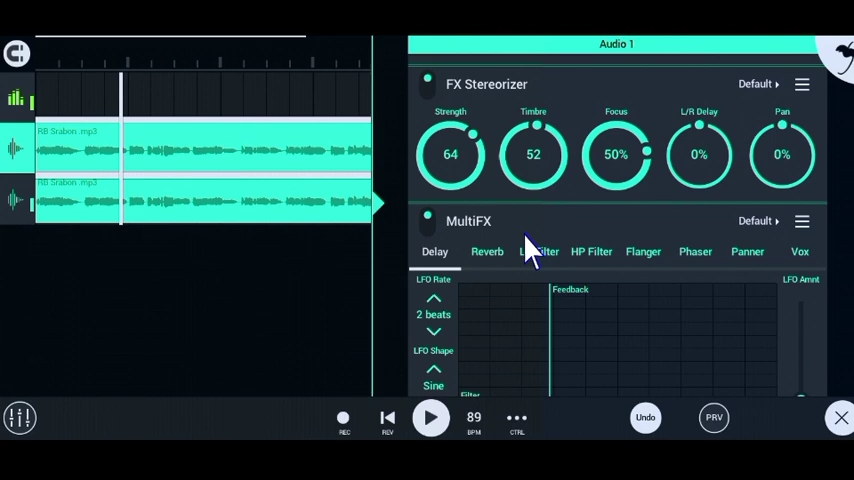 Audio 1
FX Stereorizer
Default
Strength
Timbre
Focus
L/R Delay
Pan
64
52
50%
0%
0%
RB Srabon .mp3
RB Srabon .mp3
MultiFX
Default
Delay
Reverb
Filter
HP Filter
Flanger
Phaser
Panner
Vox
LFO Rate
2 beats
LFO Shape
Sine
Feedback
Filter
LFO Amnt
REC
REV
89
BPM
CTRL
Undo
PRV